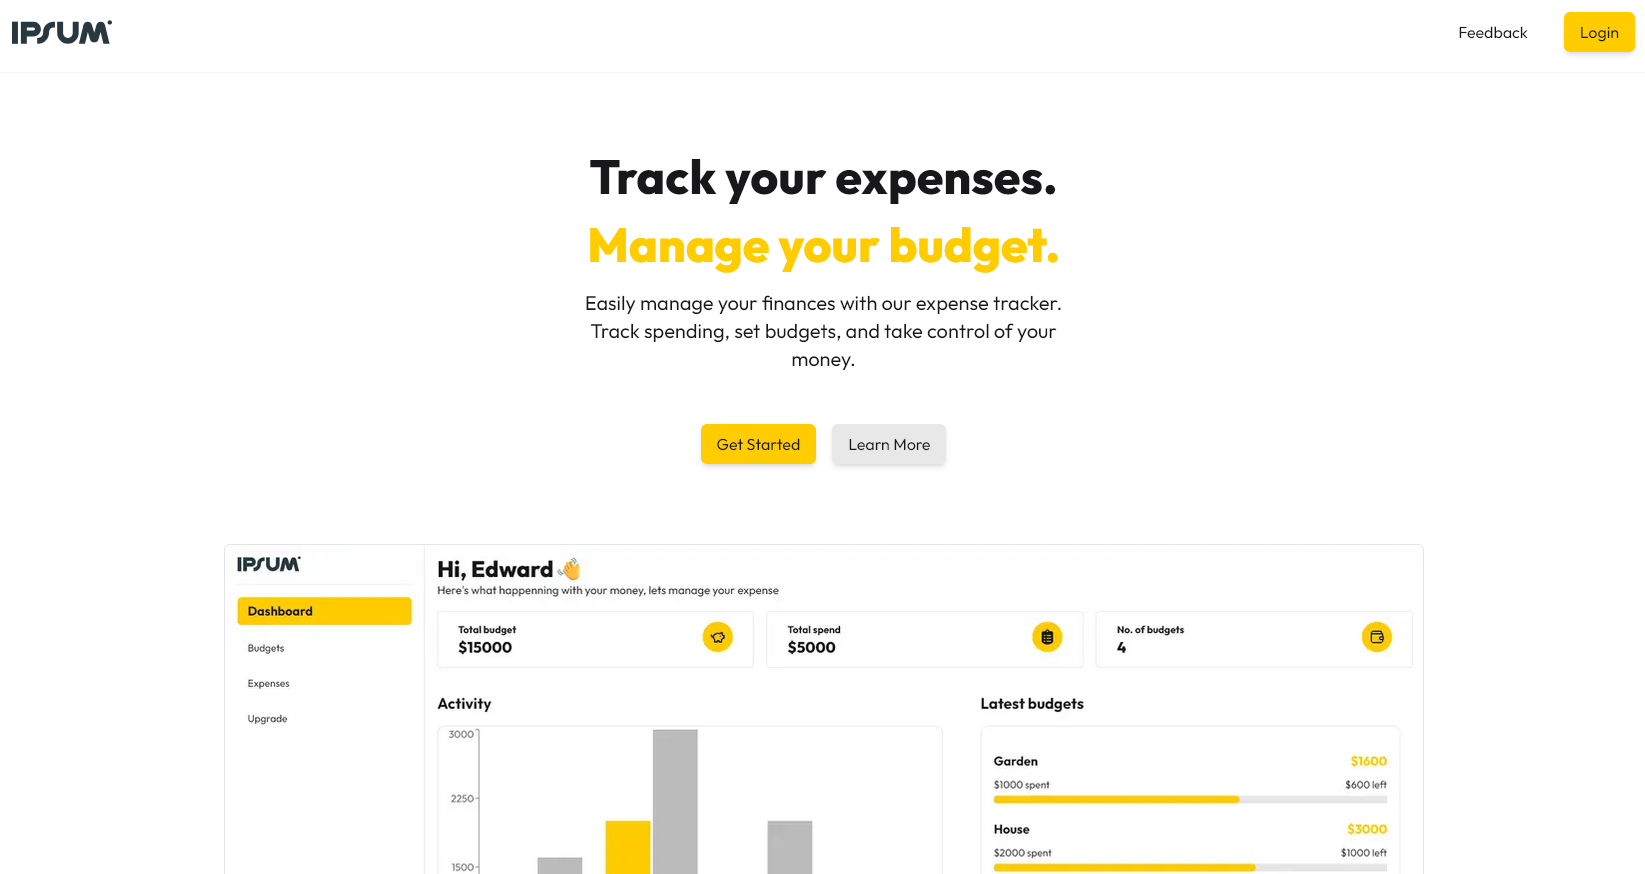 IPSUM
Feedback
Login
Track your expenses.
Manage your budget.
Easily manage your finances with our expense tracker.
Track spending, set budgets, and take control of your
money.
Get Started
Learn More
IPSUM
Dashboard
Budgets
Expenses
Upgrade
Hi, Edward 👋
Here's what happenning with your money, lets manage your expense
Total budget
$15000
Total spend
$5000
No. of budgets
4
Activity
3000
2250
1500
Latest budgets
Garden
$1600
$1000 spent
$600 left
House
$3000
$2000 spent
$1000 left